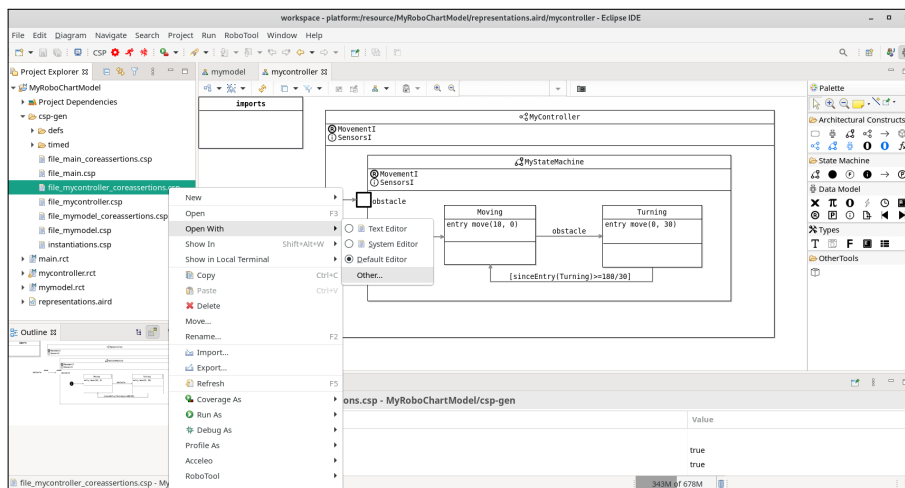 workspace - platform:/resource/MyRoboChartModel/representations.aird/mycontroller - Eclipse IDE
File Edit Diagram Navigate Search Project Run RoboTool Window Help
CSP
Project Explorer
mymodel mycontroller
MyRoboChartModel
Project Dependencies
csp-gen
defs
timed
file_main_coreassertions.csp
file_main.csp
file_mycontroller_coreassertions.csp
file_mycontroller.csp
file_mymodel_coreassertions.csp
file_mymodel.csp
instantiations.csp
main.rct
mycontroller.rct
mymodel.rct
representations.aird
Outline
imports
MyController
R MovementI
i SensorsI
MyStateMachine
R MovementI
i SensorsI
obstacle
Moving
entry move(10, 0)
obstacle
Turning
entry move(0, 30)
[sinceEntry(Turning)>=180/30]
Palette
Architectural Constructs
State Machine
Data Model
Types
OtherTools
New
Open F3
Open With
Show In Shift+Alt+W
Show in Local Terminal
Copy Ctrl+C
Paste Ctrl+V
Delete
Move...
Rename... F2
Import...
Export...
Refresh F5
Coverage As
Run As
Debug As
Profile As
Acceleo
RoboTool
Text Editor
System Editor
Default Editor
Other...
ons.csp - MyRoboChartModel/csp-gen
Value
true
true
file_mycontroller_coreassertions.csp - My
343M of 678M